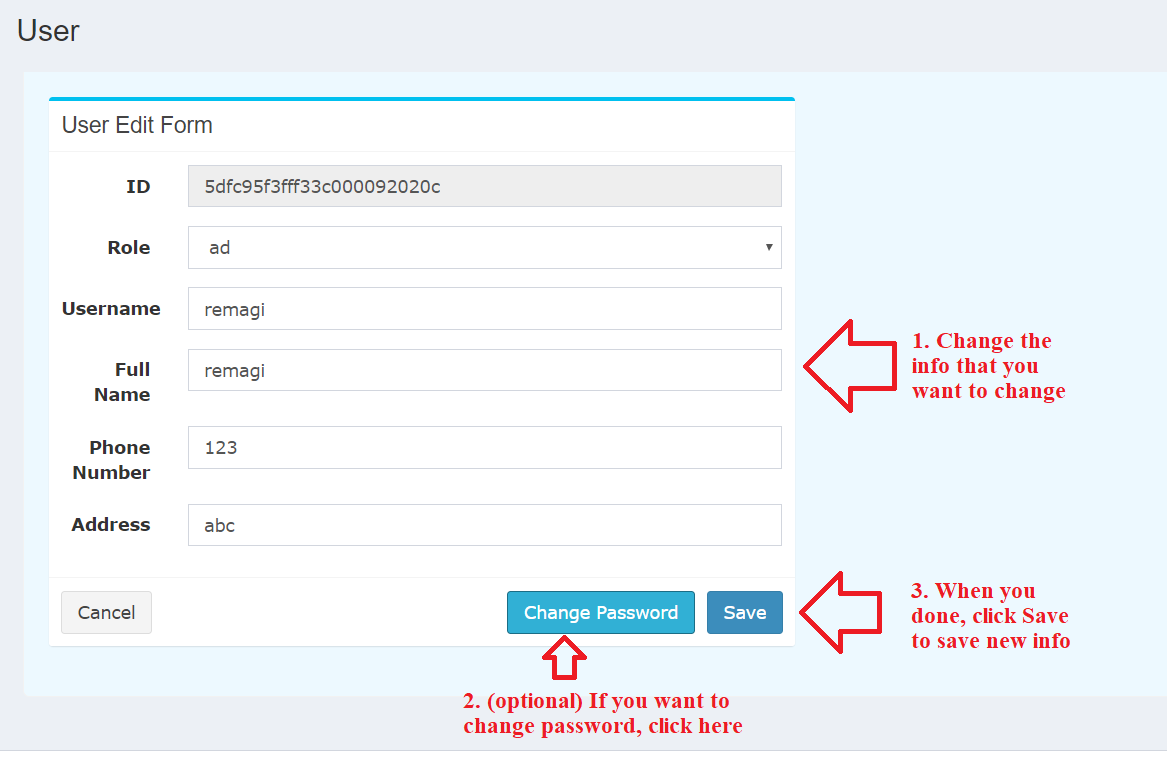 User
User Edit Form
ID
5dfc95f3fff33c000092020c
Role
ad
Username
remagi
Full
Name
remagi
Phone
Number
123
Address
abc
1. Change the
info that you
want to change
Cancel
Change Password
Save
3. When you
done, click Save
to save new info
2. (optional) If you want to
change password, click here